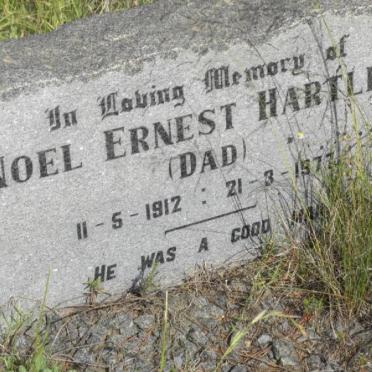 In Loving Memory of
NOEL ERNEST HARTL
(DAD)
11-5-1912 : 21-3-197
HE WAS A GOOD